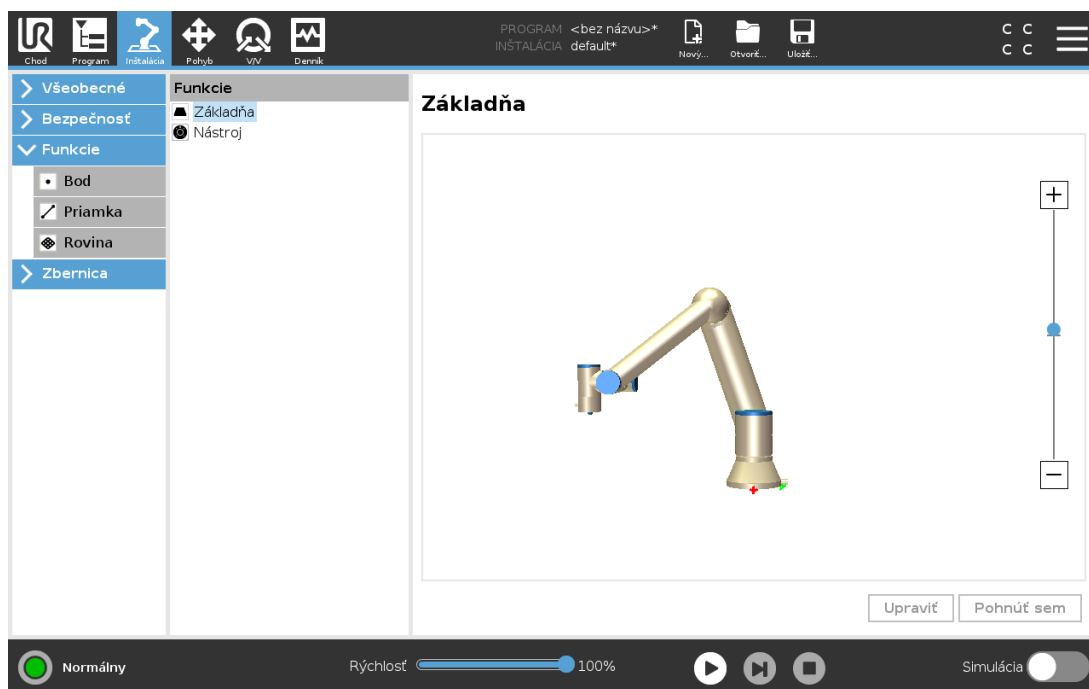 UR
Chod
Program
Inštalácia
Pohyb
V/V
Denník
PROGRAM <bez názvu>*
INŠTALÁCIA default*
Nový...
Otvoriť...
Uložiť...
C C
C C
Všeobecné
Bezpečnosť
Funkcie
Bod
Priamka
Rovina
Zbernica
Funkcie
Základňa
Nástroj
Základňa
Upraviť
Pohnúť sem
Normálny
Rýchlosť
100%
Simulácia